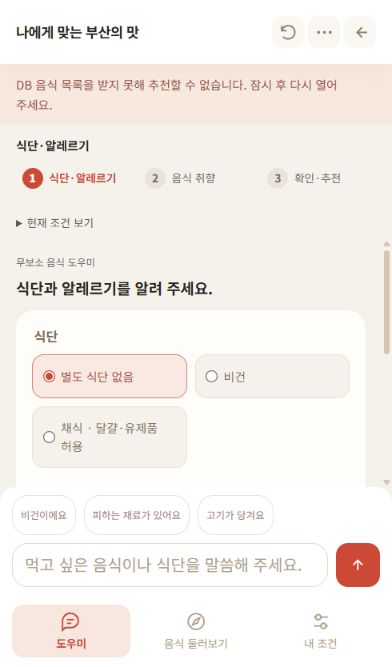 나에게 맞는 부산의 맛
DB 음식 목록을 받지 못해 추천할 수 없습니다. 잠시 후 다시 열어
주세요.
식단·알레르기
1 식단·알레르기 2 음식 취향 3 확인·추천
▶ 현재 조건 보기
무보소 음식 도우미
식단과 알레르기를 알려 주세요.
식단
별도 식단 없음 비건
채식 · 달걀·유제품
허용
비건이에요 피하는 재료가 있어요 고기가 당겨요
먹고 싶은 음식이나 식단을 말씀해 주세요.
도우미 음식 둘러보기 내 조건